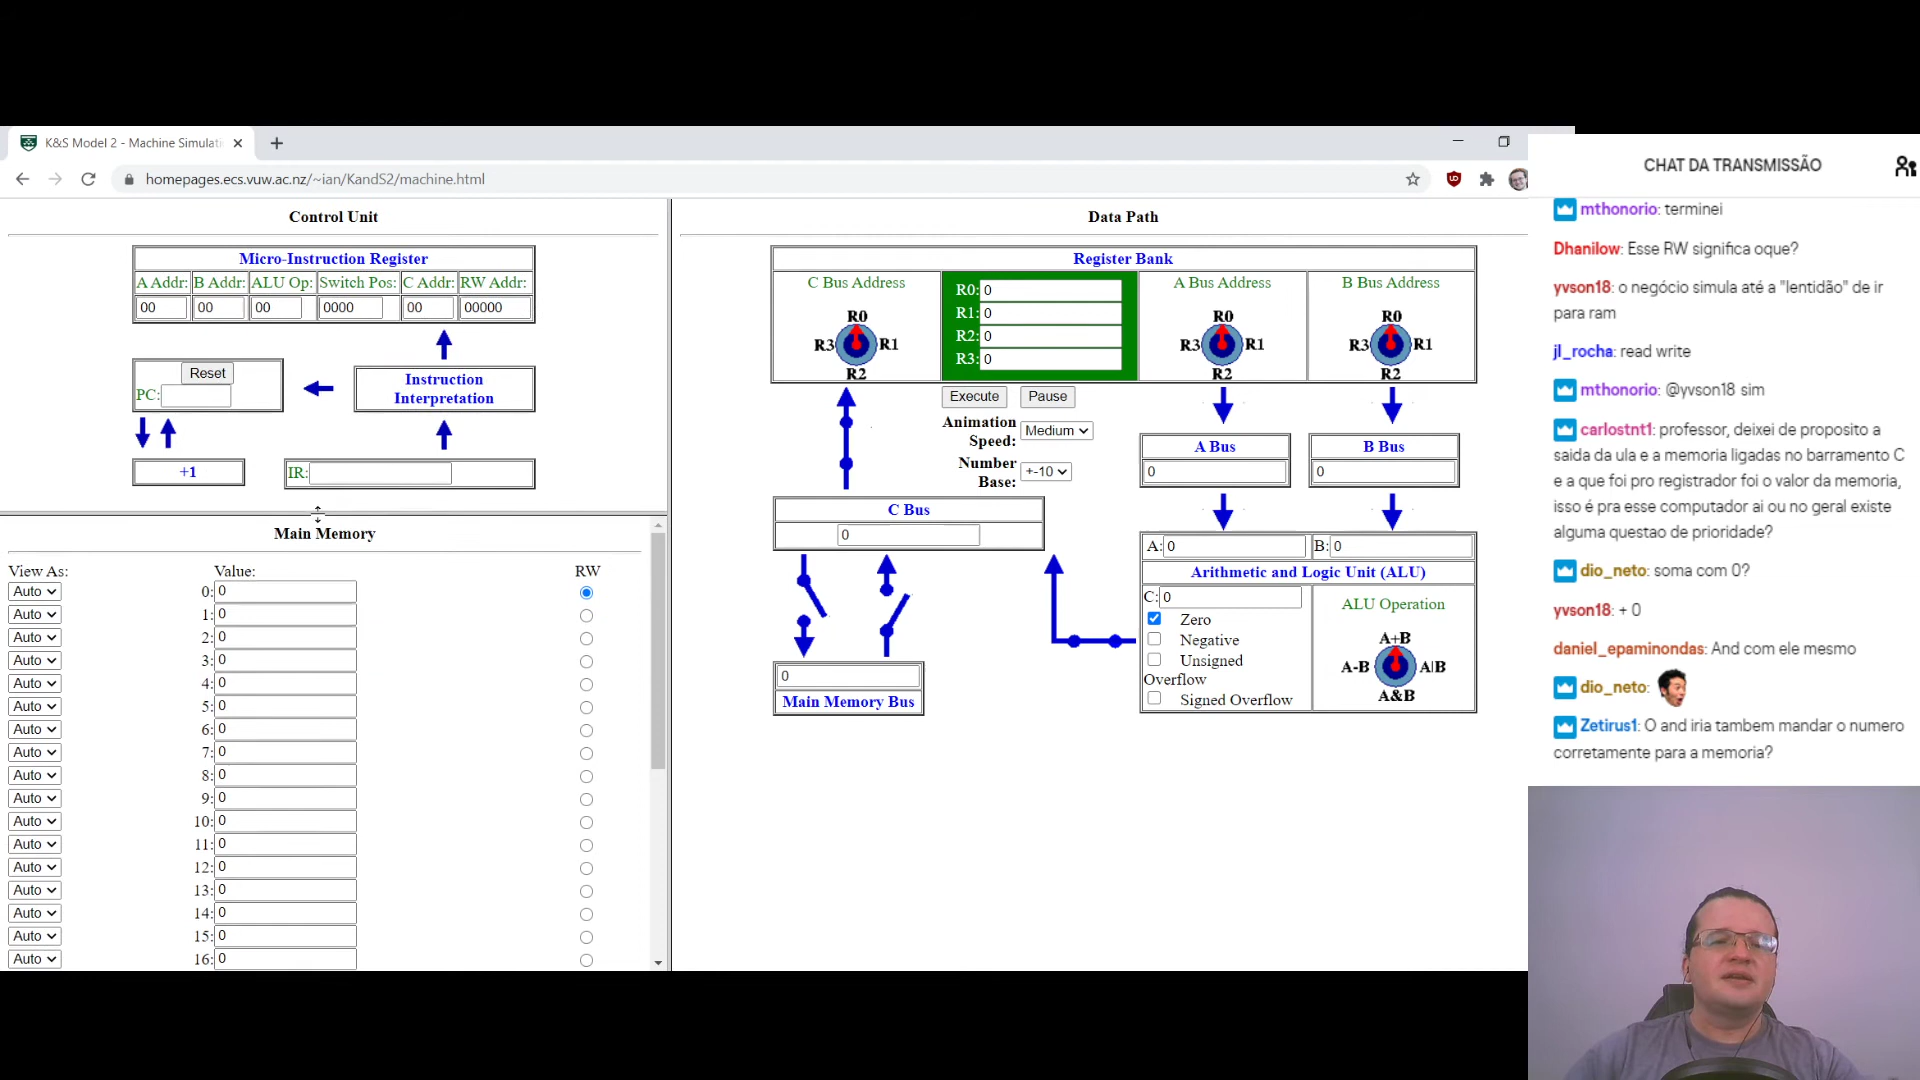 K&S Model 2 - Machine Simulati
homepages.ecs.vuw.ac.nz/~ian/KandS2/machine.html
Control Unit
Micro-Instruction Register
A Addr: B Addr: ALU Op: Switch Pos: C Addr: RW Addr:
00 00 00 0000 00 00000
Reset
PC:
Instruction
Interpretation
+1
IR:
Main Memory
View As: Value: RW
Auto 0: 0
Auto 1: 0
Auto 2: 0
Auto 3: 0
Auto 4: 0
Auto 5: 0
Auto 6: 0
Auto 7: 0
Auto 8: 0
Auto 9: 0
Auto 10: 0
Auto 11: 0
Auto 12: 0
Auto 13: 0
Auto 14: 0
Auto 15: 0
Auto 16: 0
Data Path
Register Bank
C Bus Address
R0
R3 R1
R2
R0: 0
R1: 0
R2: 0
R3: 0
A Bus Address
R0
R3 R1
R2
B Bus Address
R0
R3 R1
R2
Execute Pause
Animation
Speed: Medium
Number
Base: +-10
A Bus
0
B Bus
0
C Bus
0
A: 0 B: 0
Arithmetic and Logic Unit (ALU)
C: 0
Zero
Negative
Unsigned
Overflow
Signed Overflow
ALU Operation
A+B
A-B A|B
A&B
0
Main Memory Bus
CHAT DA TRANSMISSÃO
mthonorio: terminei
Dhanilow: Esse RW significa oque?
yvson18: o negócio simula até a "lentidão" de ir
para ram
jl_rocha: read write
mthonorio: @yvson18 sim
carlostnt1: professor, deixei de proposito a
saida da ula e a memoria ligadas no barramento C
e a que foi pro registrador foi o valor da memoria,
isso é pra esse computador ai ou no geral existe
alguma questao de prioridade?
dio_neto: soma com 0?
yvson18: + 0
daniel_epaminondas: And com ele mesmo
dio_neto:
Zetirus1: O and iria tambem mandar o numero
corretamente para a memoria?